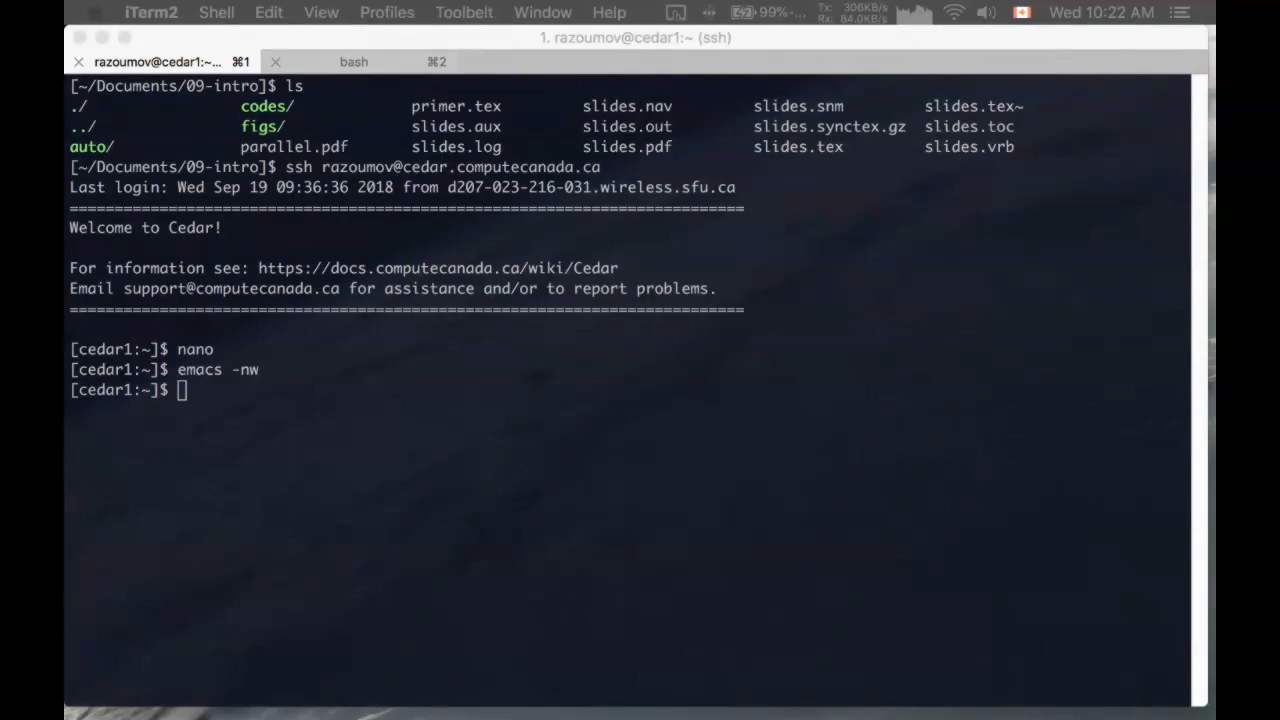 iTerm2 Shell Edit View Profiles Toolbelt Window Help 99%-... Tx: 306KB/s Rx: 84.0KB/s Wed 10:22 AM
1. razoumov@cedar1:~ (ssh)
razoumov@cedar1:~... ⌘1 bash ⌘2
[~/Documents/09-intro]$ ls
./ codes/ primer.tex slides.nav slides.snm slides.tex~
../ figs/ slides.aux slides.out slides.synctex.gz slides.toc
auto/ parallel.pdf slides.log slides.pdf slides.tex slides.vrb
[~/Documents/09-intro]$ ssh razoumov@cedar.computecanada.ca
Last login: Wed Sep 19 09:36:36 2018 from d207-023-216-031.wireless.sfu.ca
===========================================================================
Welcome to Cedar!
For information see: https://docs.computecanada.ca/wiki/Cedar
Email support@computecanada.ca for assistance and/or to report problems.
===========================================================================
[cedar1:~]$ nano
[cedar1:~]$ emacs -nw
[cedar1:~]$